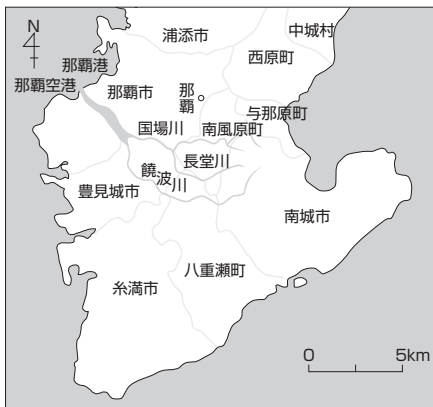 N
浦添市
中城村
西原町
那覇港
那覇空港
那覇市
那覇
与那原町
国場川
南風原町
長堂川
饒波川
豊見城市
南城市
八重瀬町
糸満市
0 5km